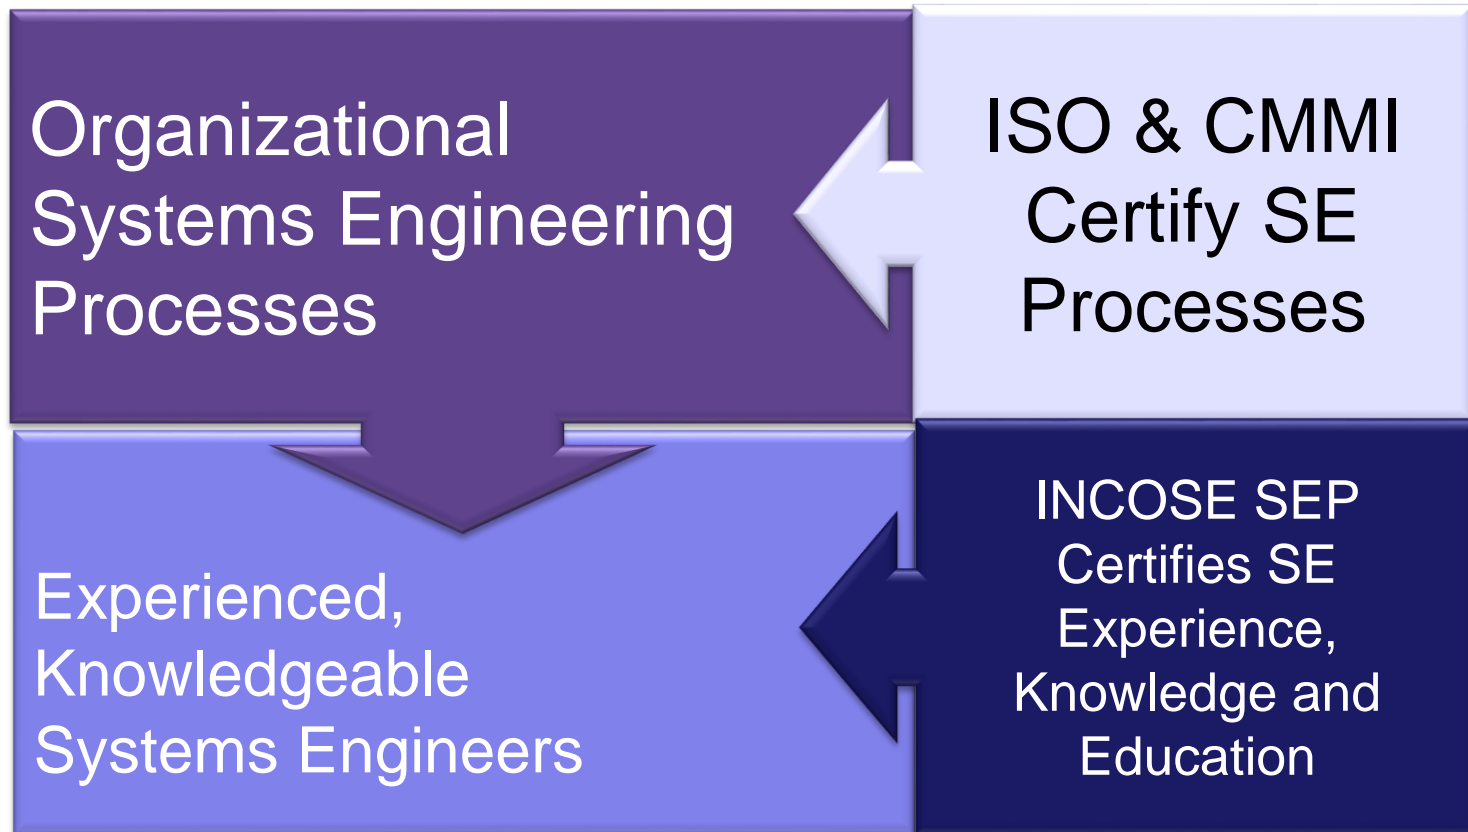 Organizational
Systems Engineering
Processes
ISO & CMMI
Certify SE
Processes
Experienced,
Knowledgeable
Systems Engineers
INCOSE SEP
Certifies SE
Experience,
Knowledge and
Education